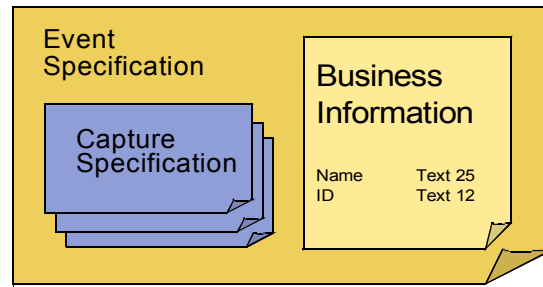 Event
Specification
Capture
Specification
Business
Information
Name Text 25
ID Text 12